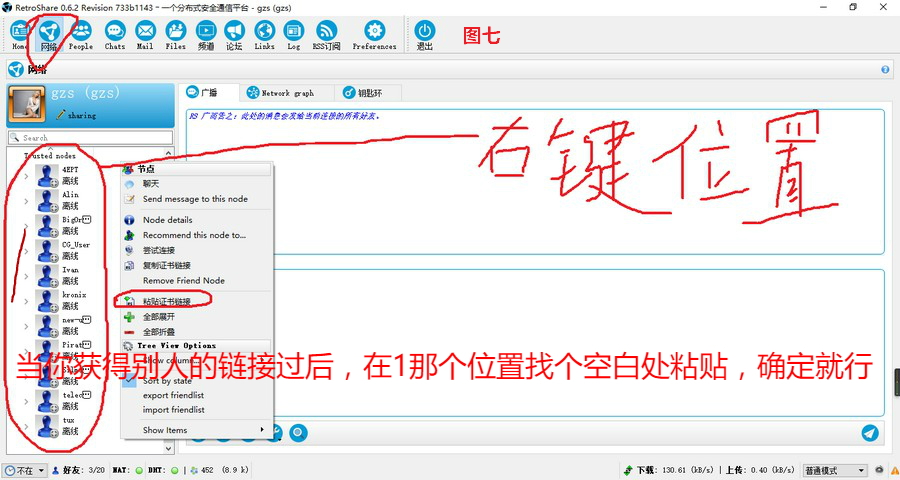 RetroShare 0.6.2 Revision 733b1143 - 一个分布式安全通信平台 - gzs (gzs)
Home 网络 People Chats Mail Files 频道 论坛 Links Log RSS订阅 Preferences 退出
图七
网络
gzs (gzs)
sharing
广播 Network graph 钥匙环
Search
RS 广而告之：此处的消息会发给当前连接的所有好友。
右键位置
Trusted nodes
4EPT
离线
Alin
离线
BigOr
离线
CG_User
离线
Ivan
离线
kronix
离线
new-u
离线
Pirat
离线
离线
telec
离线
tux
离线
节点
聊天
Send message to this node
Node details
Recommend this node to...
尝试连接
复制证书链接
Remove Friend Node
粘贴证书链接
全部展开
全部折叠
Tree View Options
Show column...
Sort by state
export friendlist
import friendlist
Show Items
当你获得别人的链接过后，在1那个位置找个空白处粘贴，确定就行
不在 好友: 3/20 NAT: DHT: 452 (8.9 k) 下载: 130.61 (kB/s) | 上传: 0.40 (kB/s) 普通模式